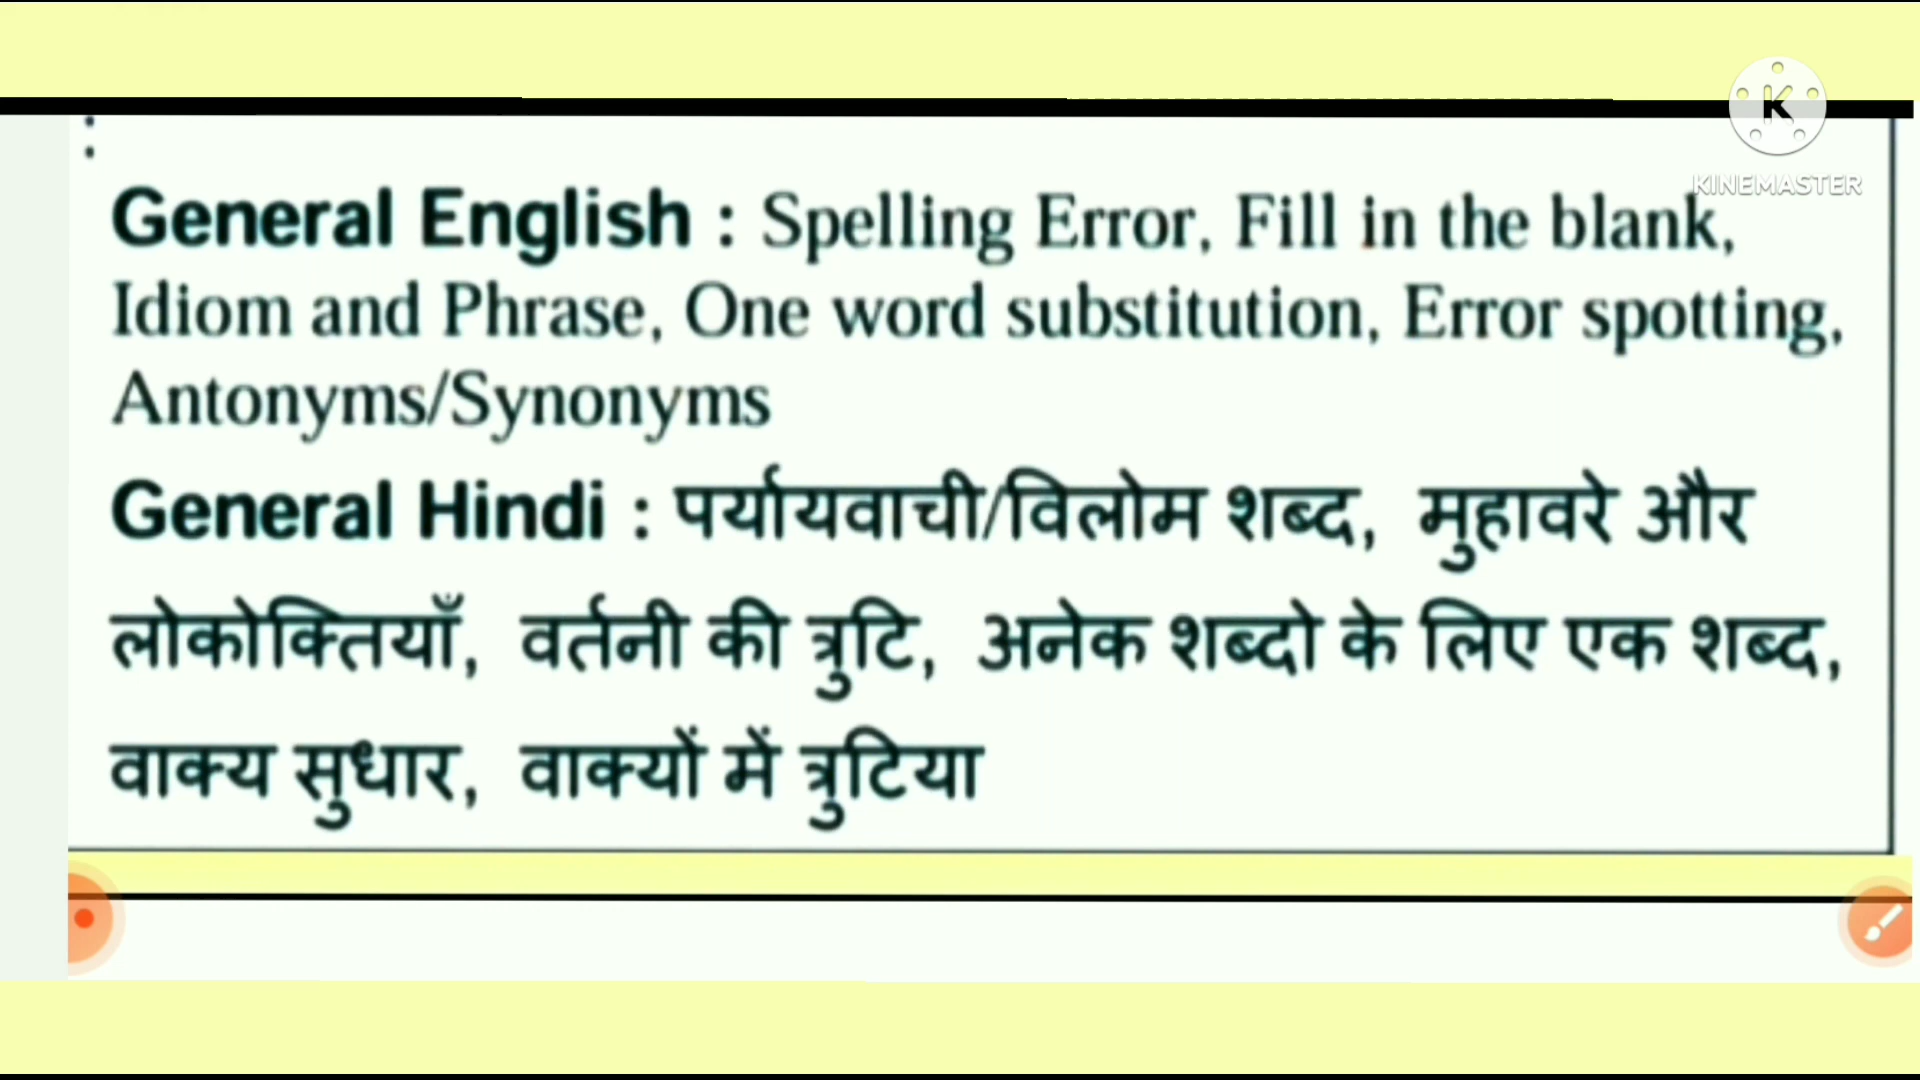 :
K
KINEMASTER
General English : Spelling Error, Fill in the blank,
Idiom and Phrase, One word substitution, Error spotting,
Antonyms/Synonyms
General Hindi : पर्यायवाची/विलोम शब्द, मुहावरे और
लोकोक्तियाँ, वर्तनी की त्रुटि, अनेक शब्दो के लिए एक शब्द,
वाक्य सुधार, वाक्यों में त्रुटिया